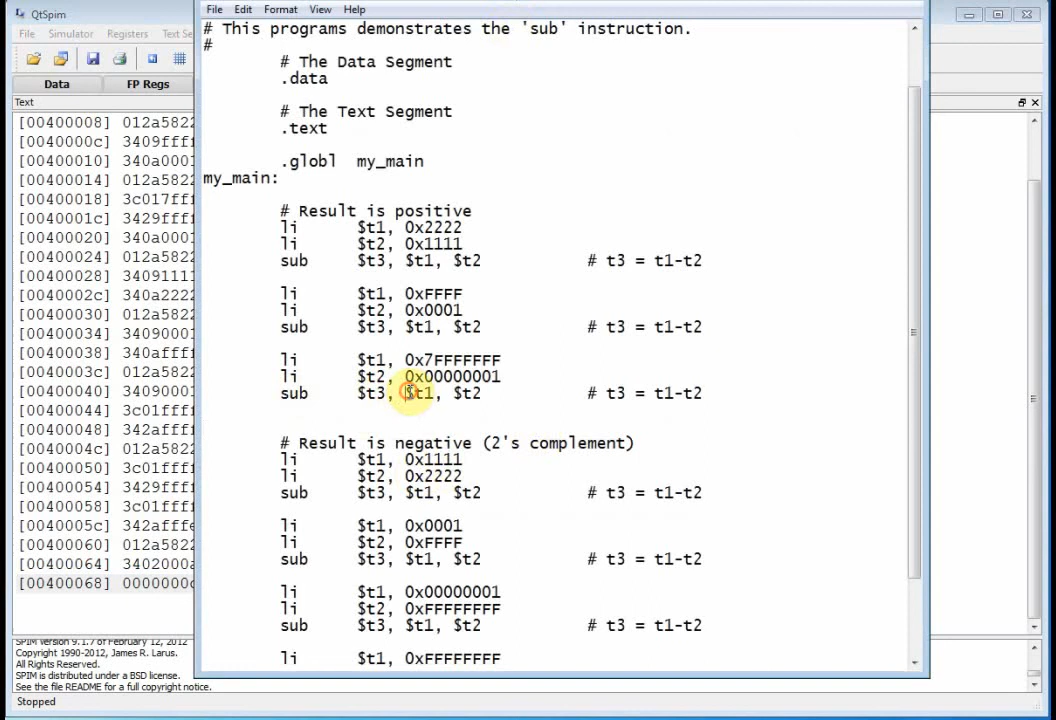 QtSpim
File Simulator Registers Text Se
Data FP Regs
Text
[00400008] 012a5822
[0040000c] 3409ffff
[00400010] 340a0001
[00400014] 012a5822
[00400018] 3c017fff
[0040001c] 3429ffff
[00400020] 340a0001
[00400024] 012a5822
[00400028] 34091111
[0040002c] 340a2222
[00400030] 012a5822
[00400034] 34090001
[00400038] 340affff
[0040003c] 012a5822
[00400040] 34090001
[00400044] 3c01ffff
[00400048] 342affff
[0040004c] 012a5822
[00400050] 3c01ffff
[00400054] 3429ffff
[00400058] 3c01ffff
[0040005c] 342afffe
[00400060] 012a5822
[00400064] 3402000a
[00400068] 0000000c
SPIM Version 9.1.7 of February 12, 2012
Copyright 1990-2012, James R. Larus.
All Rights Reserved.
SPIM is distributed under a BSD license.
See the file README for a full copyright notice.
Stopped
File Edit Format View Help
# This programs demonstrates the 'sub' instruction.
#
# The Data Segment
.data
# The Text Segment
.text
.globl my_main
my_main:
# Result is positive
li $t1, 0x2222
li $t2, 0x1111
sub $t3, $t1, $t2 # t3 = t1-t2
li $t1, 0xFFFF
li $t2, 0x0001
sub $t3, $t1, $t2 # t3 = t1-t2
li $t1, 0x7FFFFFFF
li $t2, 0x00000001
sub $t3, $t1, $t2 # t3 = t1-t2
# Result is negative (2's complement)
li $t1, 0x1111
li $t2, 0x2222
sub $t3, $t1, $t2 # t3 = t1-t2
li $t1, 0x0001
li $t2, 0xFFFF
sub $t3, $t1, $t2 # t3 = t1-t2
li $t1, 0x00000001
li $t2, 0xFFFFFFFF
sub $t3, $t1, $t2 # t3 = t1-t2
li $t1, 0xFFFFFFFF